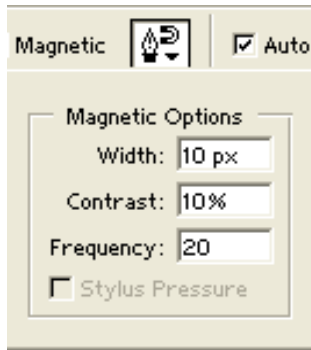 Magnetic Auto
Magnetic Options
Width: 10 px
Contrast: 10%
Frequency: 20
Stylus Pressure